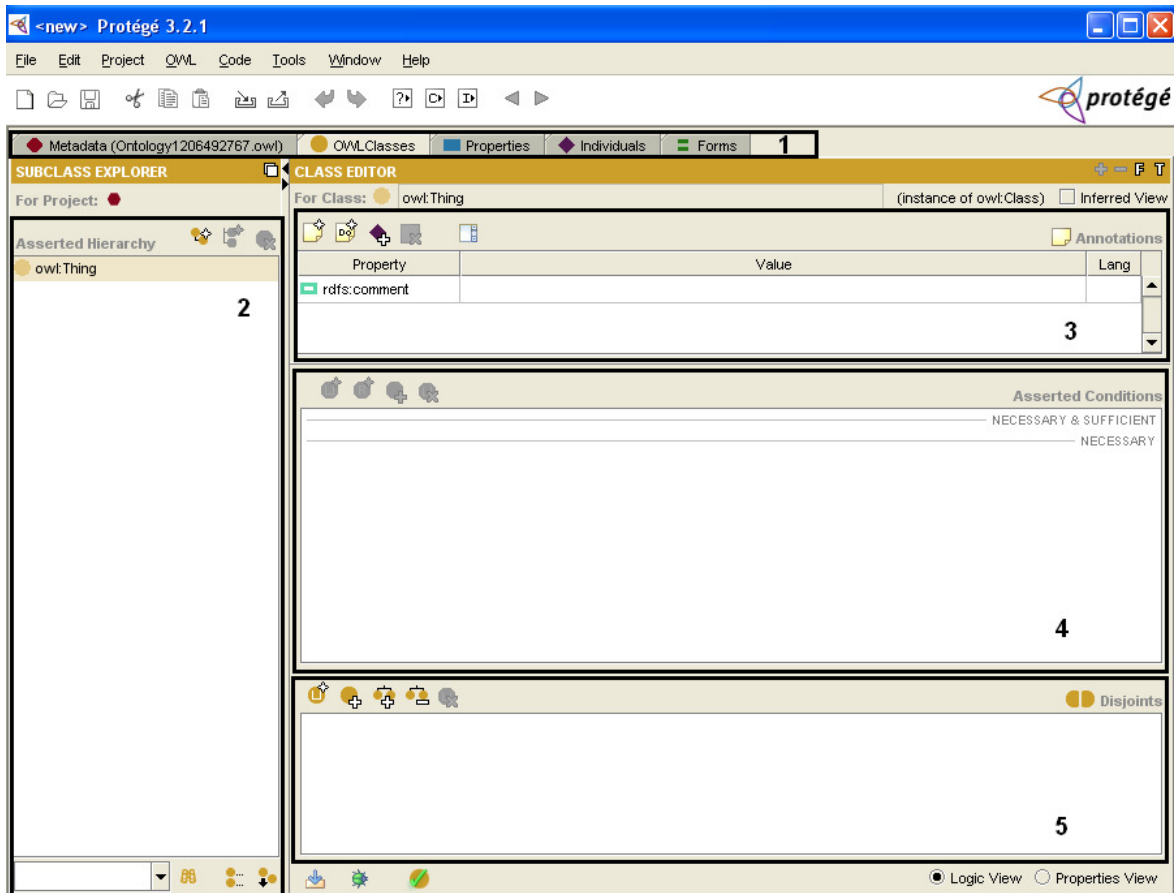 <new> Protégé 3.2.1
File Edit Project OWL Code Tools Window Help
protégé
Metadata (Ontology1206492767.owl) OWLClasses Properties Individuals Forms 1
SUBCLASS EXPLORER
For Project:
Asserted Hierarchy
owl:Thing
2
CLASS EDITOR F T
For Class: owl:Thing (instance of owl:Class) Inferred View
Annotations
Property Value Lang
rdfs:comment
3
Asserted Conditions
NECESSARY & SUFFICIENT
NECESSARY
4
Disjoints
5
Logic View Properties View